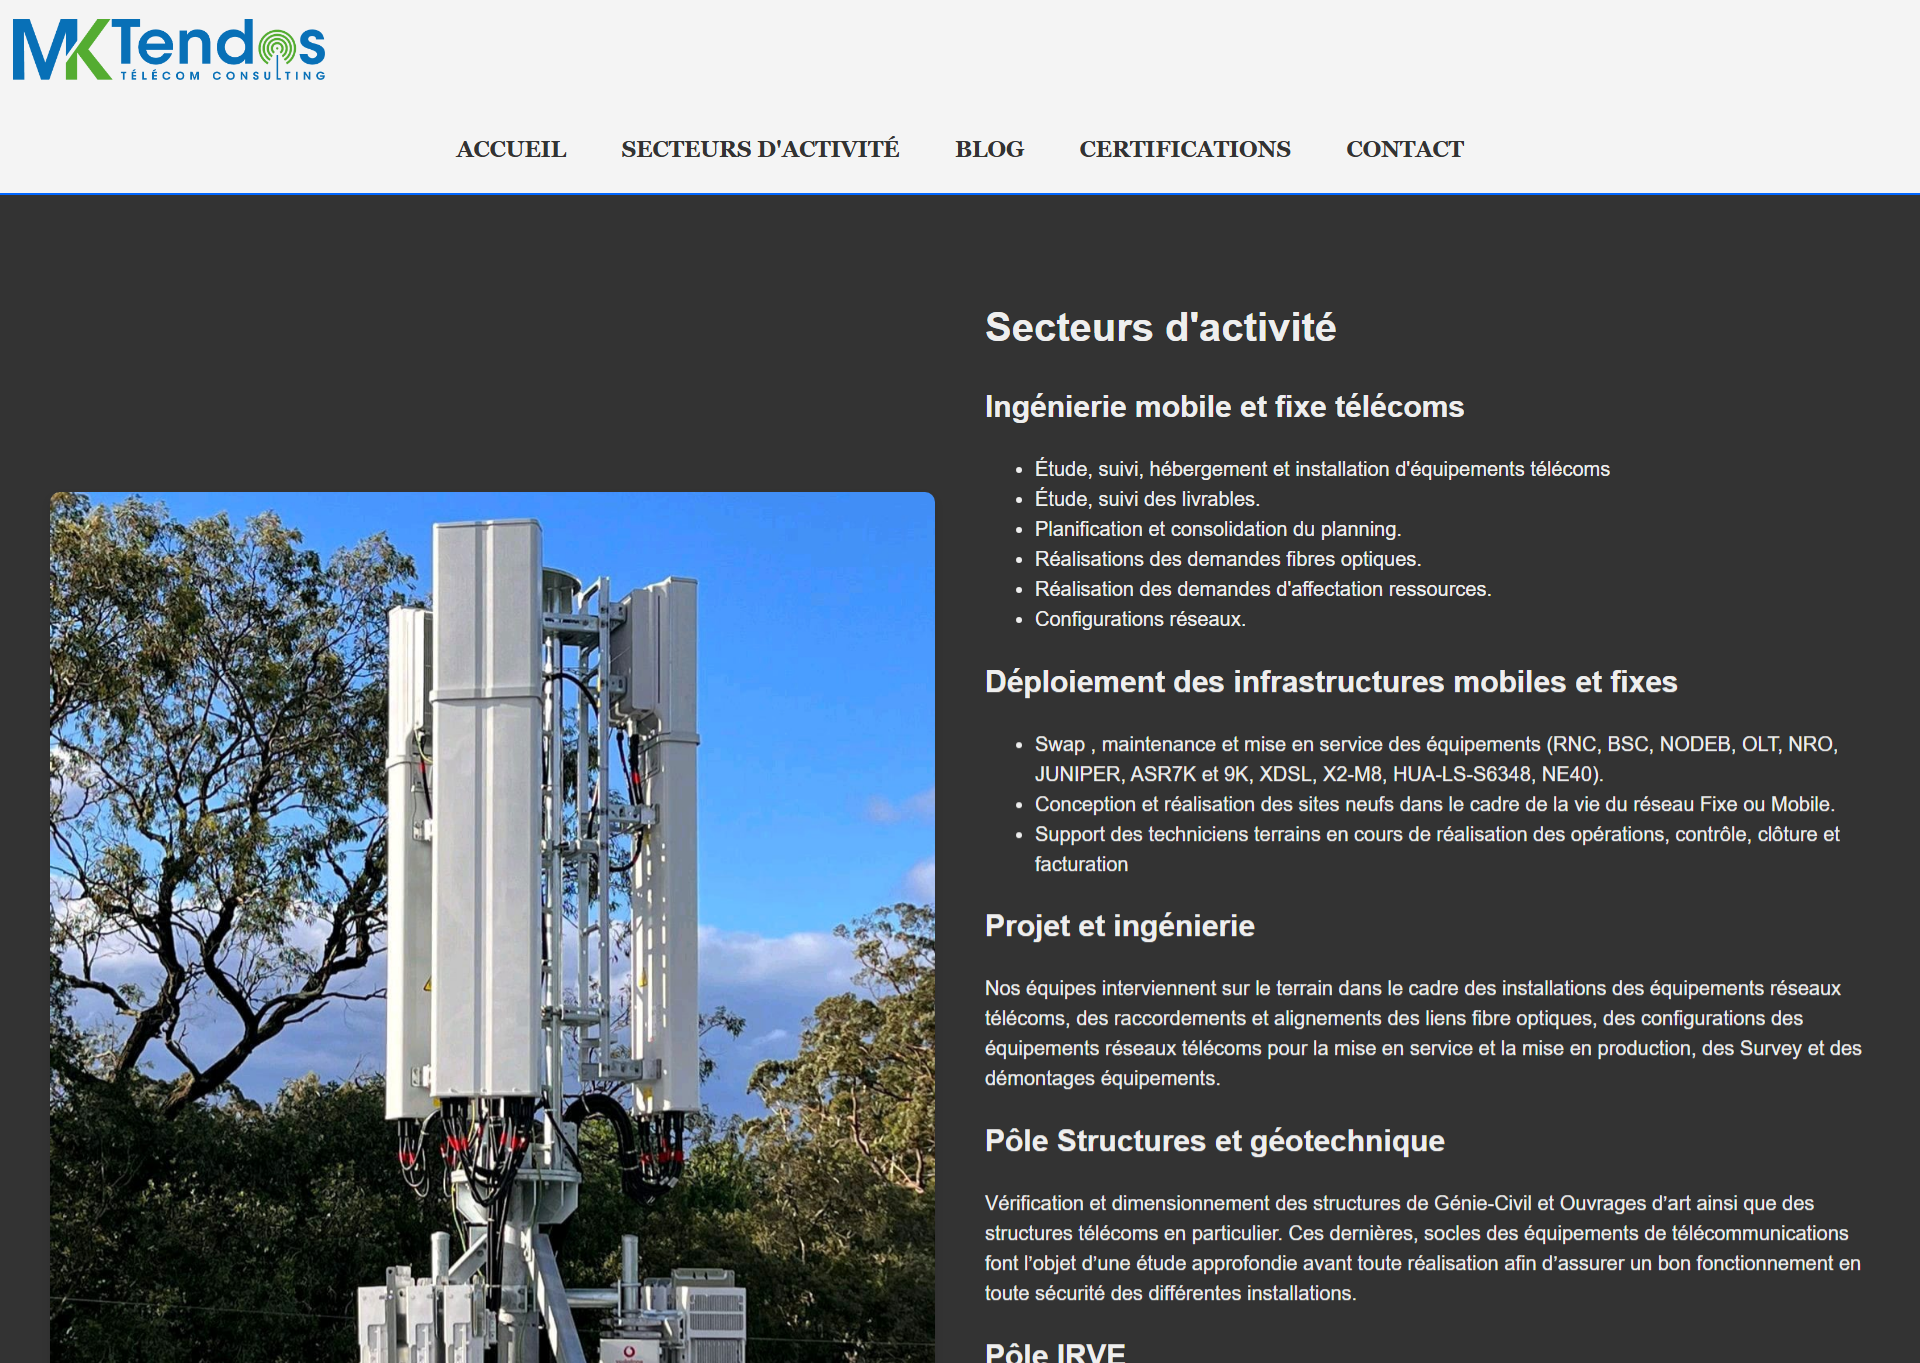 MKTendos
TÉLÉCOM CONSULTING
ACCUEIL SECTEURS D'ACTIVITÉ BLOG CERTIFICATIONS CONTACT
Secteurs d'activité
Ingénierie mobile et fixe télécoms
• Étude, suivi, hébergement et installation d'équipements télécoms
• Étude, suivi des livrables.
• Planification et consolidation du planning.
• Réalisations des demandes fibres optiques.
• Réalisation des demandes d'affectation ressources.
• Configurations réseaux.
Déploiement des infrastructures mobiles et fixes
• Swap , maintenance et mise en service des équipements (RNC, BSC, NODEB, OLT, NRO,
JUNIPER, ASR7K et 9K, XDSL, X2-M8, HUA-LS-S6348, NE40).
• Conception et réalisation des sites neufs dans le cadre de la vie du réseau Fixe ou Mobile.
• Support des techniciens terrains en cours de réalisation des opérations, contrôle, clôture et
facturation
Projet et ingénierie
Nos équipes interviennent sur le terrain dans le cadre des installations des équipements réseaux
télécoms, des raccordements et alignements des liens fibre optiques, des configurations des
équipements réseaux télécoms pour la mise en service et la mise en production, des Survey et des
démontages équipements.
Pôle Structures et géotechnique
Vérification et dimensionnement des structures de Génie-Civil et Ouvrages d’art ainsi que des
structures télécoms en particulier. Ces dernières, socles des équipements de télécommunications
font l’objet d’une étude approfondie avant toute réalisation afin d’assurer un bon fonctionnement en
toute sécurité des différentes installations.
Pôle IRVE